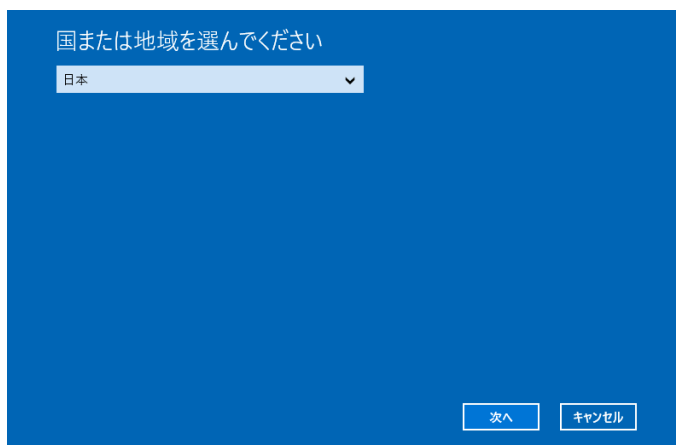 国または地域を選んでください
日本
次へ
キャンセル